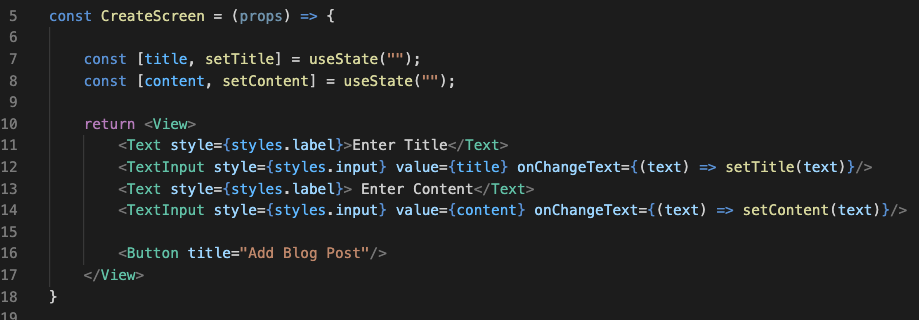 5 const CreateScreen = (props) => {
6
7 const [title, setTitle] = useState("");
8 const [content, setContent] = useState("");
9
10 return <View>
11 <Text style={styles.label}>Enter Title</Text>
12 <TextInput style={styles.input} value={title} onChangeText={(text) => setTitle(text)}/>
13 <Text style={styles.label}> Enter Content</Text>
14 <TextInput style={styles.input} value={content} onChangeText={(text) => setContent(text)}/>
15
16 <Button title="Add Blog Post"/>
17 </View>
18 }
19